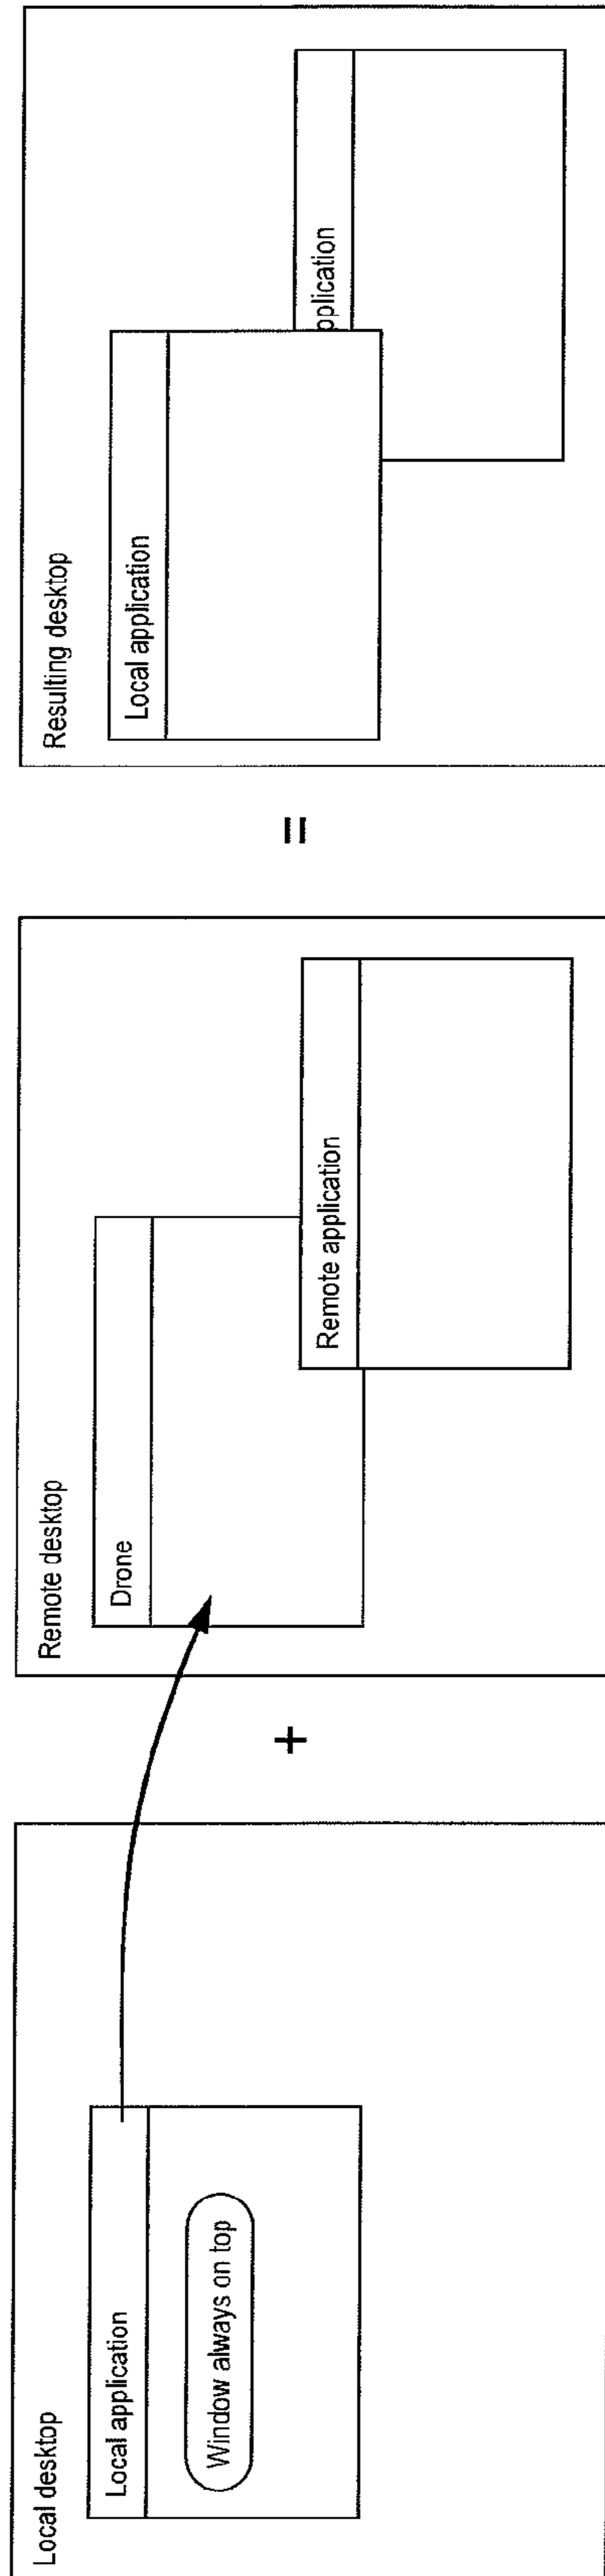 Local desktop
Local application
Window always on top
+
Remote desktop
Drone
Remote application
=
Resulting desktop
Local application
pplication